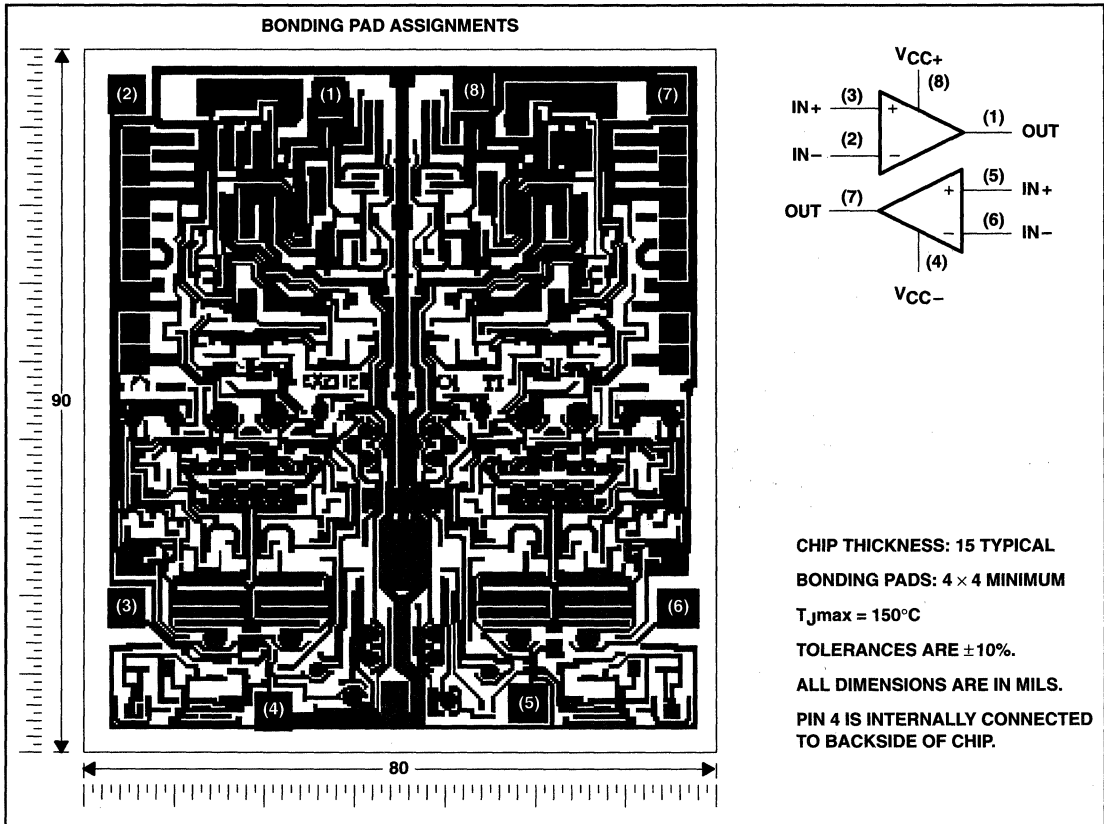 BONDING PAD ASSIGNMENTS
(2)
(1)
(8)
(7)
(3)
(6)
(4)
(5)
90
80
VCC+
(8)
(3)
IN+
+
(1)
OUT
(2)
IN−
−
(5)
IN+
+
(7)
OUT
(6)
IN−
−
(4)
VCC−
CHIP THICKNESS: 15 TYPICAL
BONDING PADS: 4 × 4 MINIMUM
TJmax = 150°C
TOLERANCES ARE ±10%.
ALL DIMENSIONS ARE IN MILS.
PIN 4 IS INTERNALLY CONNECTED
TO BACKSIDE OF CHIP.